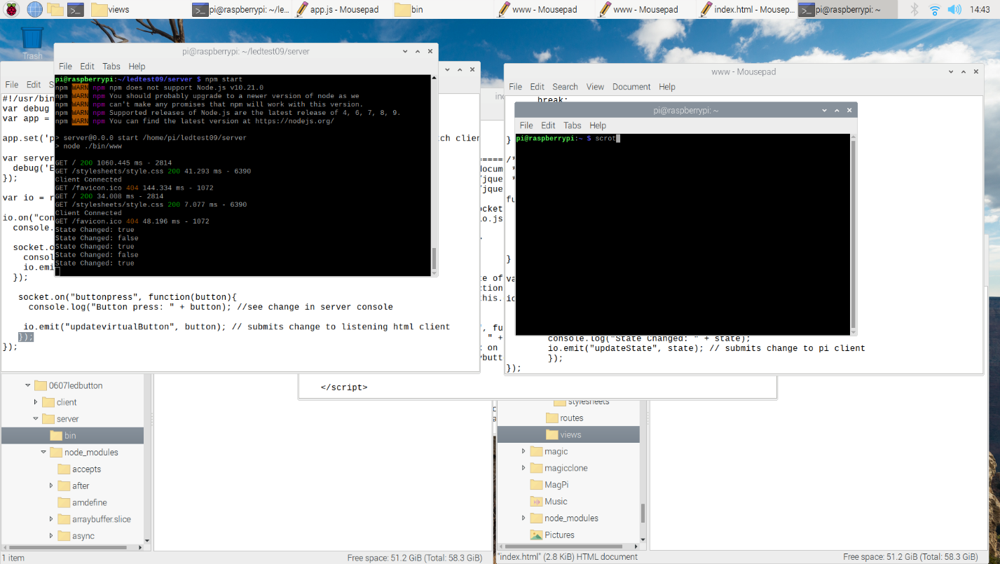 views
pi@raspberrypi: ~/le...
app.js - Mousepad
bin
www - Mousepad
www - Mousepad
index.html - Mousep...
pi@raspberrypi: ~
14:43
Trash
pi@raspberrypi: ~/ledtest09/server
File Edit Tabs Help
pi@raspberrypi:~/ledtest09/server $ npm start
npm WARN npm npm does not support Node.js v10.21.0
npm WARN npm You should probably upgrade to a newer version of node as we
npm WARN npm can't make any promises that npm will work with this version.
npm WARN npm Supported releases of Node.js are the latest release of 4, 6, 7, 8, 9.
npm WARN npm You can find the latest version at https://nodejs.org/
> server@0.0.0 start /home/pi/ledtest09/server
> node ./bin/www
GET / 200 1060.445 ms - 2814
GET /stylesheets/style.css 200 41.293 ms - 6390
Client Connected
GET /favicon.ico 404 144.334 ms - 1072
GET / 200 34.008 ms - 2814
GET /stylesheets/style.css 200 7.077 ms - 6390
Client Connected
GET /favicon.ico 404 48.196 ms - 1072
State Changed: true
State Changed: false
State Changed: true
State Changed: false
State Changed: true
File Edit S
#!/usr/bin
var debug
var app =
app.set('p
tch clien
var server
debug('E
});
var io = r
io.on("con
console.
socket.o
consol
io.emi
});
socket.on("buttonpress", function(button){
console.log("Button press: " + button); //see change in server console
io.emit("updatevirtualButton", button); // submits change to listening html client
});
});
in
=====
docum
/jque
/jque
ocket
io.js
te of
ction
this.
", fu
" +
t on
ybutt
</script>
www - Mousepad
File Edit Search View Document Help
break;
}
/*
*
*
fu
}
va
io
pi@raspberrypi: ~
File Edit Tabs Help
pi@raspberrypi:~ $ scrot
console.log("State Changed: " + state);
io.emit("updateState", state); // submits change to pi client
});
});
0607ledbutton
client
server
bin
node_modules
accepts
after
amdefine
arraybuffer.slice
async
1 item
Free space: 51.2 GiB (Total: 58.3 GiB)
stylesheets
routes
views
magic
magicclone
MagPi
Music
node_modules
Pictures
"index.html" (2.8 KiB) HTML document
Free space: 51.2 GiB (Total: 58.3 GiB)